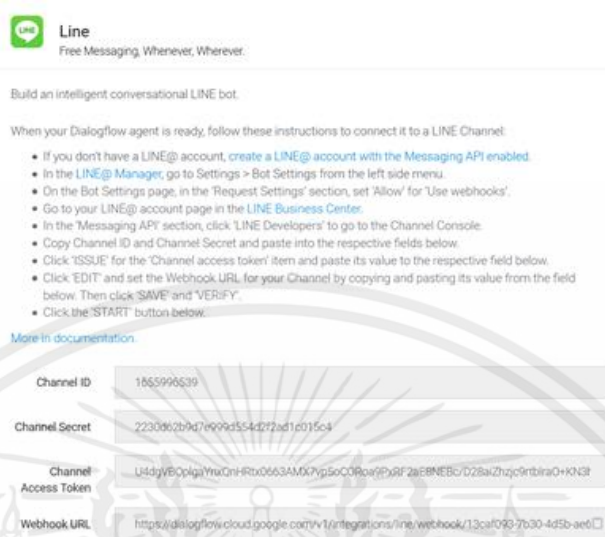 LINE
Line
Free Messaging, Whenever, Wherever.
Build an intelligent conversational LINE bot.
When your Dialogflow agent is ready, follow these instructions to connect it to a LINE Channel:
• If you don't have a LINE@ account, create a LINE@ account with the Messaging API enabled.
• In the LINE@ Manager, go to Settings > Bot Settings from the left side menu.
• On the Bot Settings page, in the 'Request Settings' section, set 'Allow' for 'Use webhooks'.
• Go to your LINE@ account page in the LINE Business Center.
• In the 'Messaging API' section, click 'LINE Developers' to go to the Channel Console.
• Copy Channel ID and Channel Secret and paste into the respective fields below.
• Click 'ISSUE' for the 'Channel access token' item and paste its value to the respective field below.
• Click 'EDIT' and set the Webhook URL for your Channel by copying and pasting its value from the field
below. Then click 'SAVE' and 'VERIFY'.
• Click the 'START' button below.
More in documentation.
Channel ID 1655996539
Channel Secret
Channel
Access Token
Webhook URL